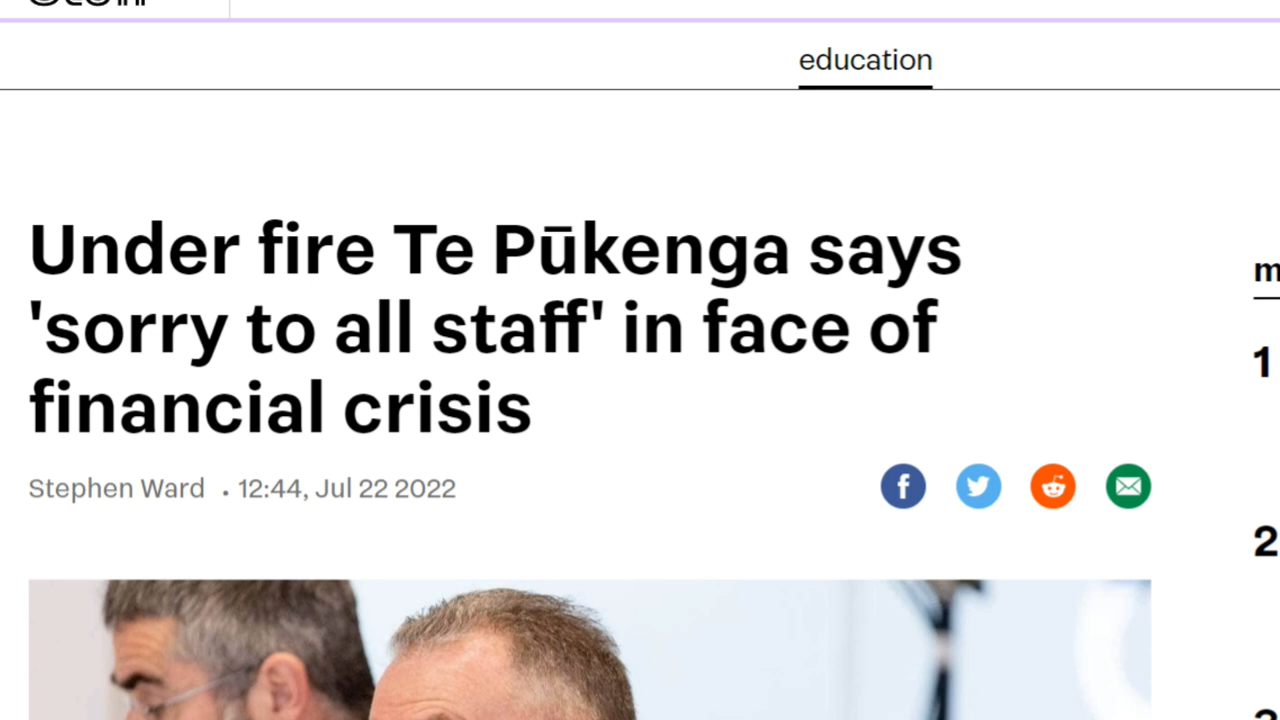 education
Under fire Te Pūkenga says
'sorry to all staff' in face of
financial crisis
Stephen Ward . 12:44, Jul 22 2022
1
2